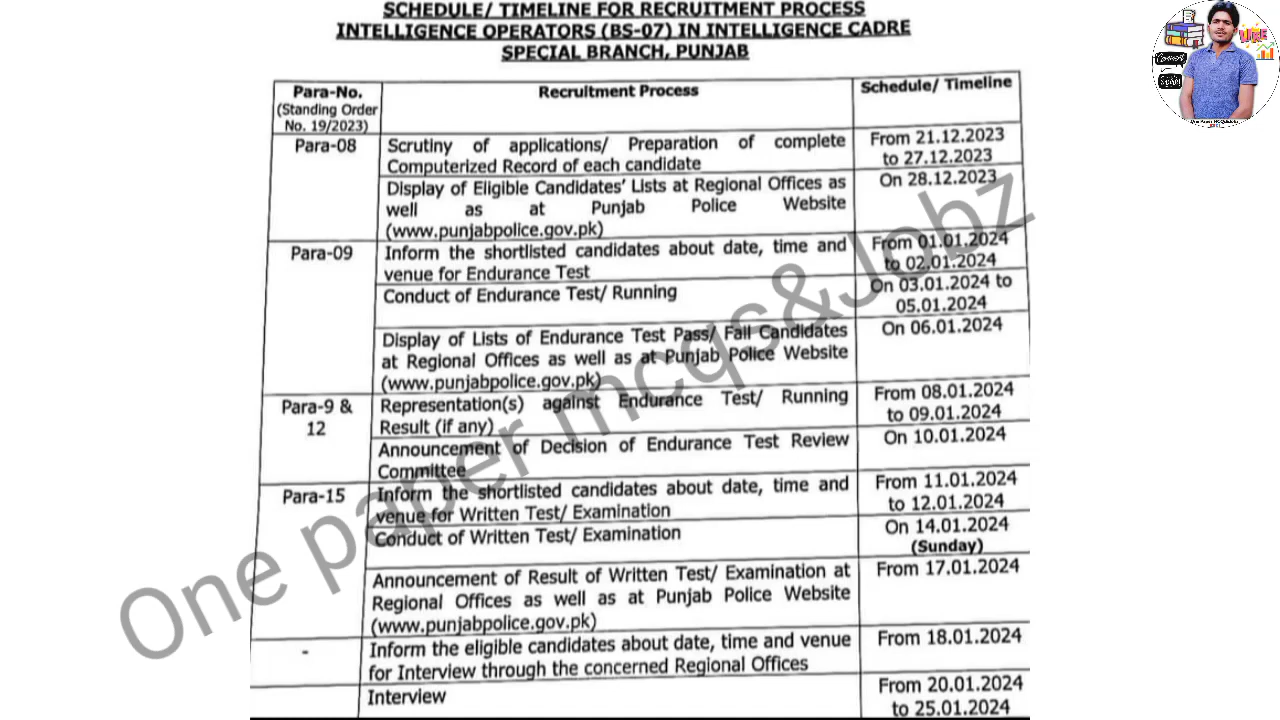 SCHEDULE/ TIMELINE FOR RECRUITMENT PROCESS
INTELLIGENCE OPERATORS (BS-07) IN INTELLIGENCE CADRE
SPECIAL BRANCH, PUNJAB
Para-No.
(Standing Order
No. 19/2023)
Recruitment Process
Schedule/ Timeline
Para-08
Scrutiny of applications/ Preparation of complete
Computerized Record of each candidate
From 21.12.2023
to 27.12.2023
Display of Eligible Candidates' Lists at Regional Offices as
well as at Punjab Police Website
(www.punjabpolice.gov.pk)
On 28.12.2023
Para-09
Inform the shortlisted candidates about date, time and
venue for Endurance Test
From 01.01.2024
to 02.01.2024
Conduct of Endurance Test/ Running
On 03.01.2024 to
05.01.2024
Display of Lists of Endurance Test Pass/ Fail Candidates
at Regional Offices as well as at Punjab Police Website
(www.punjabpolice.gov.pk)
On 06.01.2024
Para-9 &
12
Representation(s) against Endurance Test/ Running
Result (if any)
From 08.01.2024
to 09.01.2024
Announcement of Decision of Endurance Test Review
Committee
On 10.01.2024
Para-15
Inform the shortlisted candidates about date, time and
venue for Written Test/ Examination
From 11.01.2024
to 12.01.2024
Conduct of Written Test/ Examination
On 14.01.2024
(Sunday)
Announcement of Result of Written Test/ Examination at
Regional Offices as well as at Punjab Police Website
(www.punjabpolice.gov.pk)
From 17.01.2024
-
Inform the eligible candidates about date, time and venue
for Interview through the concerned Regional Offices
From 18.01.2024
Interview
From 20.01.2024
to 25.01.2024
One paper mcqs&Jobz
LIKE